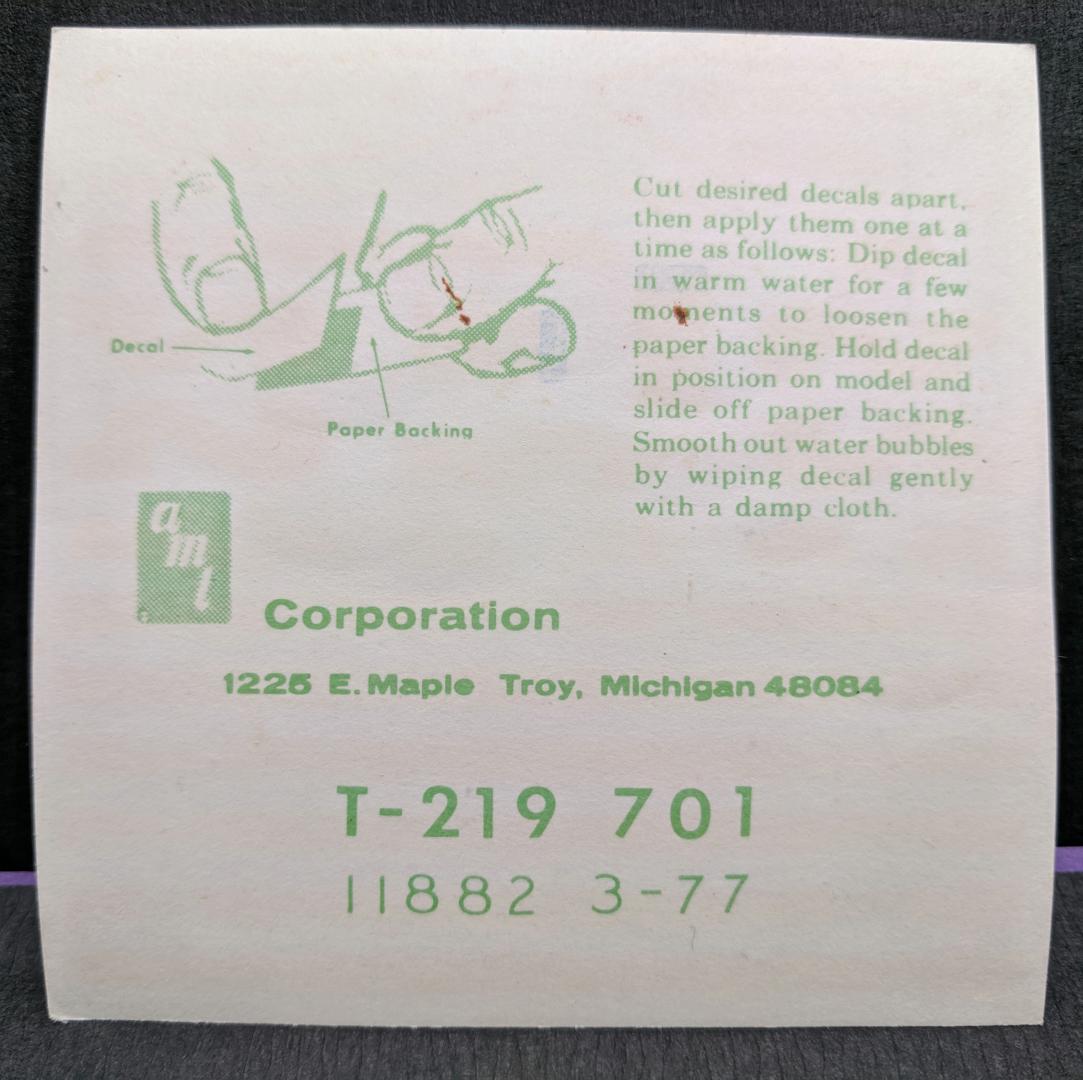 Cut desired decals apart,
then apply them one at a
time as follows: Dip decal
in warm water for a few
moments to loosen the
paper backing. Hold decal
in position on model and
slide off paper backing.
Smooth out water bubbles
by wiping decal gently
with a damp cloth.
Decal
Paper Backing
amt
Corporation
1225 E. Maple Troy, Michigan 48084
T-219 701
11882 3-77